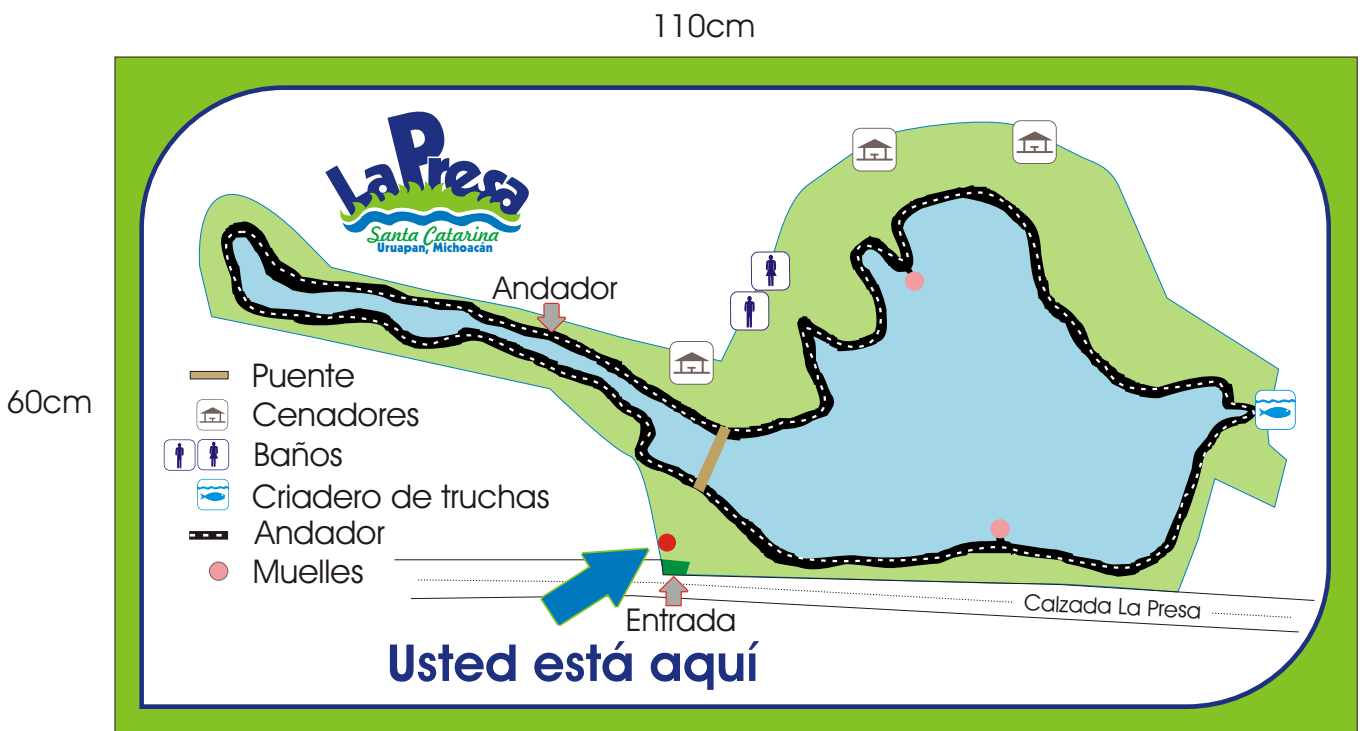 110cm
60cm
La Presa
Santa Catarina
Uruapan, Michoacán
Andador
Puente
Cenadores
Baños
Criadero de truchas
Andador
Muelles
Entrada
Calzada La Presa
Usted está aquí